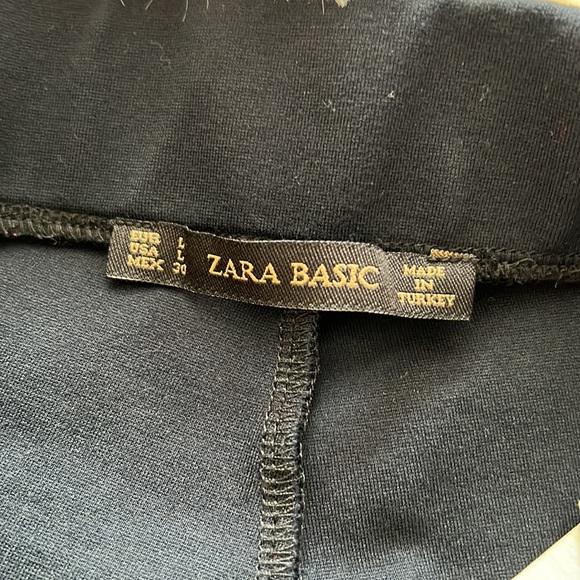 EUR L
USA L
MEX 30
ZARA BASIC
MADE
IN
TURKEY